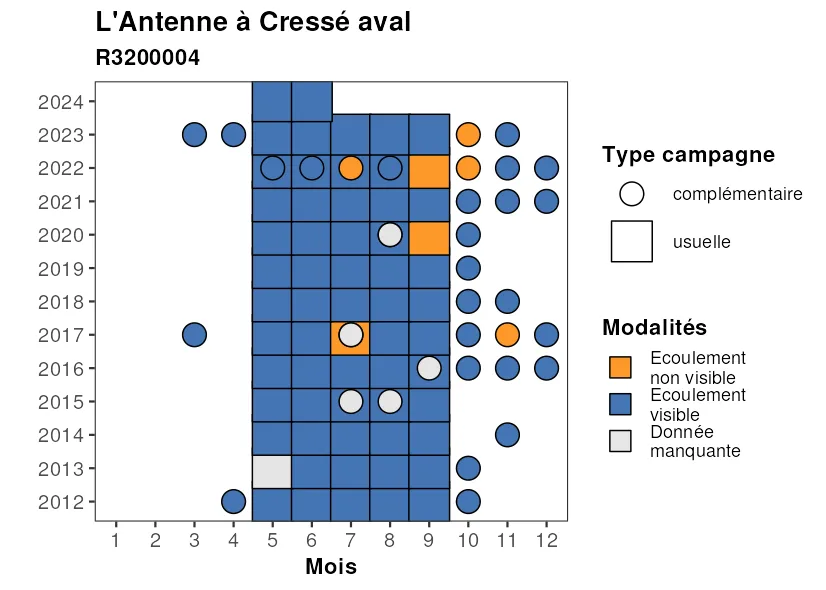 L'Antenne à Cressé aval
R3200004
2024
2023
2022
2021
2020
2019
2018
2017
2016
2015
2014
2013
2012
1 2 3 4 5 6 7 8 9 10 11 12
Mois
Type campagne
complémentaire
usuelle
Modalités
Ecoulement
non visible
Ecoulement
visible
Donnée
manquante